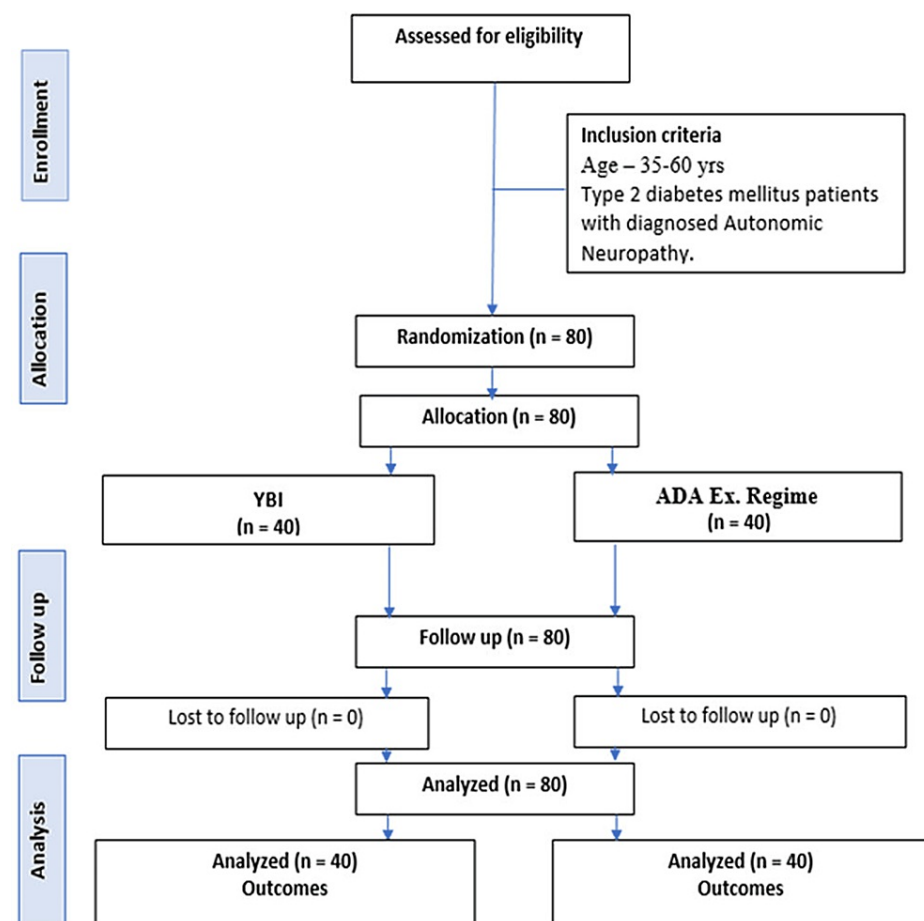 Assessed for eligibility
Enrollment
Inclusion criteria
Age – 35-60 yrs
Type 2 diabetes mellitus patients
with diagnosed Autonomic
Neuropathy.
Allocation
Randomization (n = 80)
Allocation (n = 80)
YBI
(n = 40)
ADA Ex. Regime
(n = 40)
Follow up
Follow up (n = 80)
Lost to follow up (n = 0)
Lost to follow up (n = 0)
Analysis
Analyzed (n = 80)
Analyzed (n = 40)
Outcomes
Analyzed (n = 40)
Outcomes